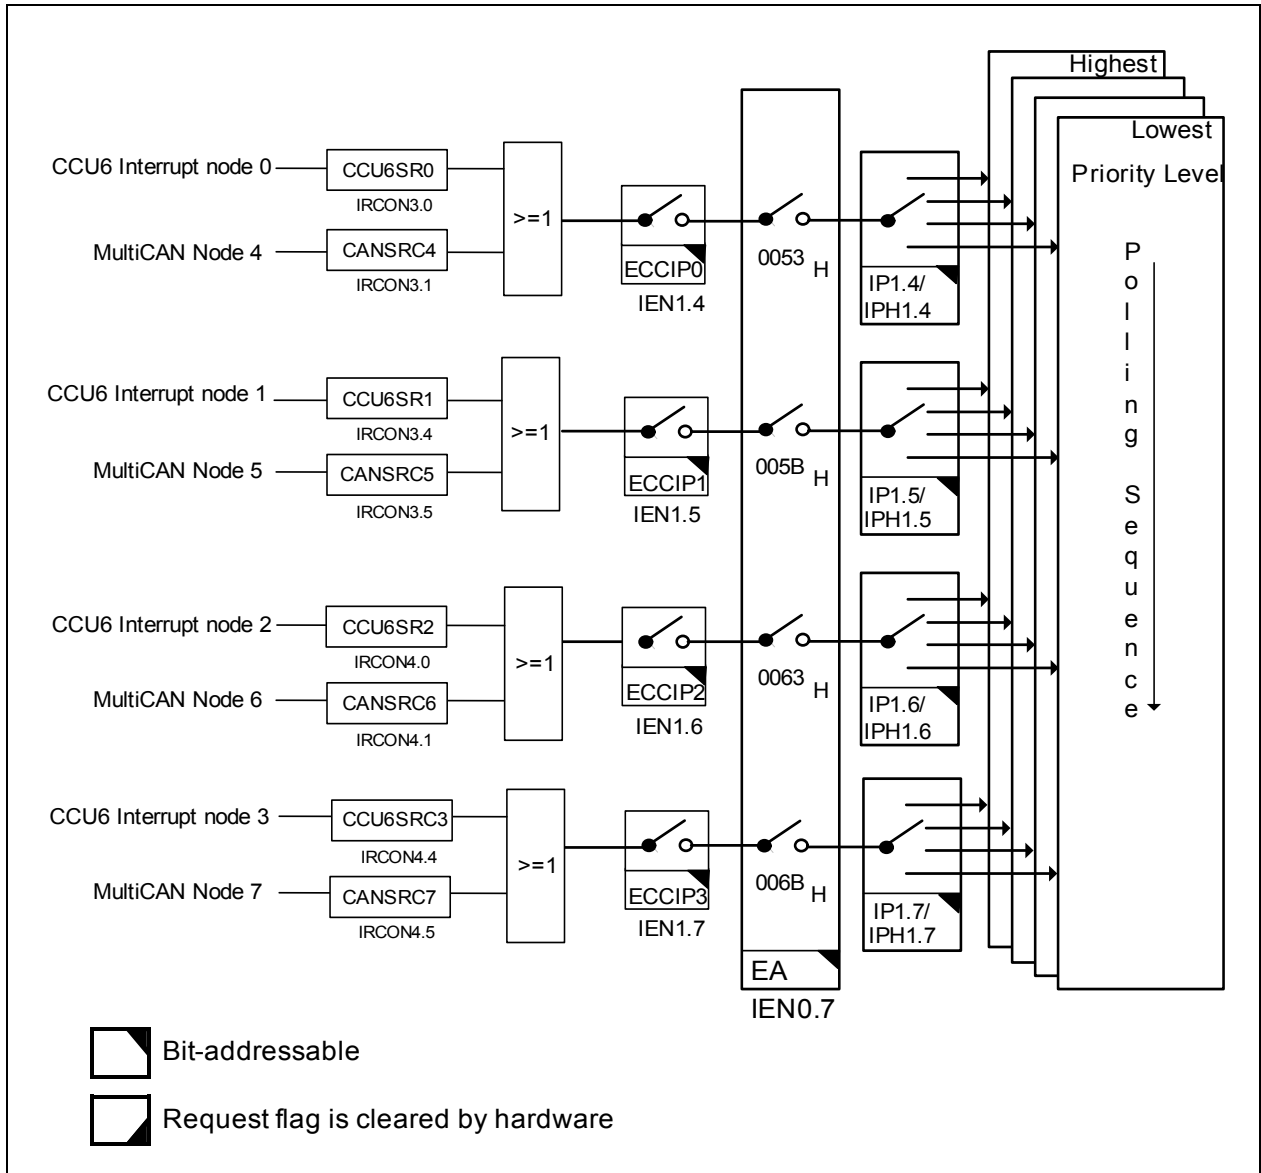 Highest
Lowest
Priority Level
CCU6 Interrupt node 0
CCU6SR0
IRCON3.0
MultiCAN Node 4
CANSRC4
IRCON3.1
>=1
ECCIP0
IEN1.4
0053 H
IP1.4/
IPH1.4
CCU6 Interrupt node 1
CCU6SR1
IRCON3.4
MultiCAN Node 5
CANSRC5
IRCON3.5
>=1
ECCIP1
IEN1.5
005B H
IP1.5/
IPH1.5
Polling Sequence
CCU6 Interrupt node 2
CCU6SR2
IRCON4.0
MultiCAN Node 6
CANSRC6
IRCON4.1
>=1
ECCIP2
IEN1.6
0063 H
IP1.6/
IPH1.6
CCU6 Interrupt node 3
CCU6SRC3
IRCON4.4
MultiCAN Node 7
CANSRC7
IRCON4.5
>=1
ECCIP3
IEN1.7
006B H
IP1.7/
IPH1.7
EA
IEN0.7
Bit-addressable
Request flag is cleared by hardware